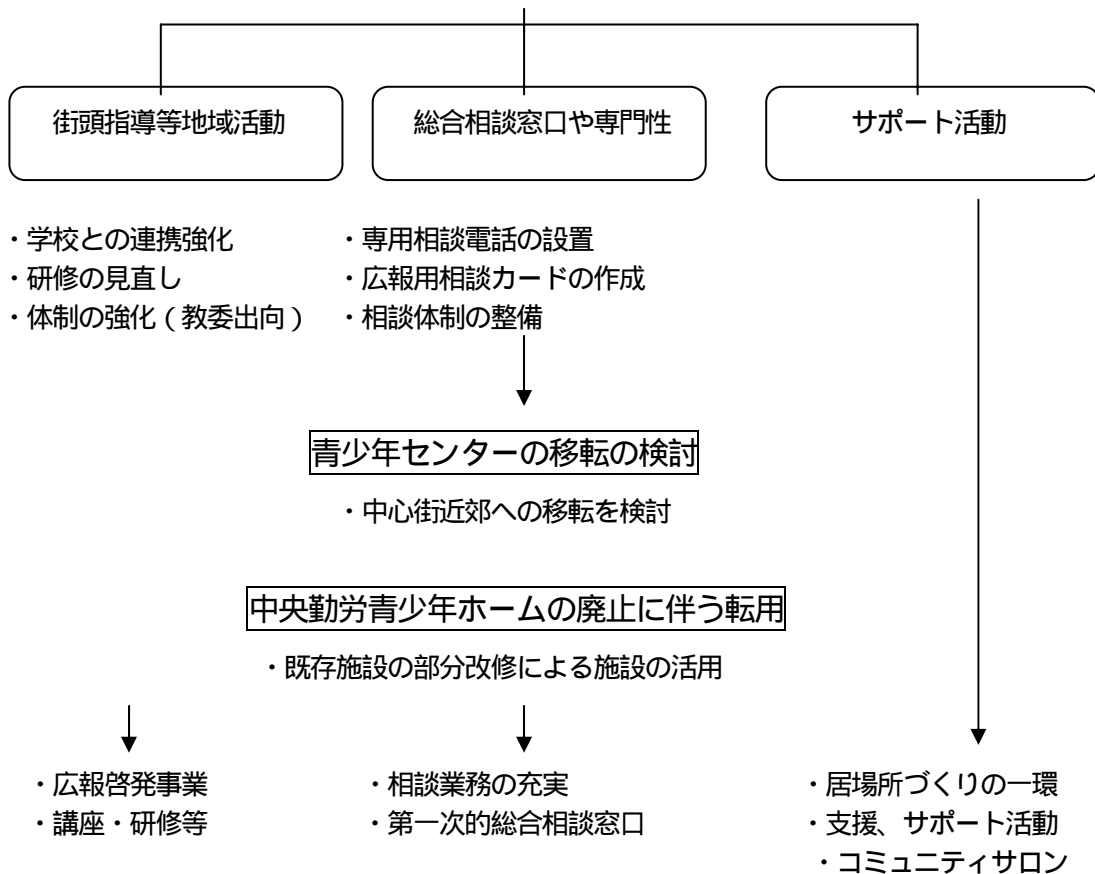 街頭指導等地域活動
総合相談窓口や専門性
サポート活動
・学校との連携強化
・研修の見直し
・体制の強化(教委出向)
・専用相談電話の設置
・広報用相談カードの作成
・相談体制の整備
青少年センターの移転の検討
・中心街近郊への移転を検討
中央勤労青少年ホームの廃止に伴う転用
・既存施設の部分改修による施設の活用
・広報啓発事業
・講座・研修等
・相談業務の充実
・第一次的総合相談窓口
・居場所づくりの一環
・支援、サポート活動
・コミュニティサロン